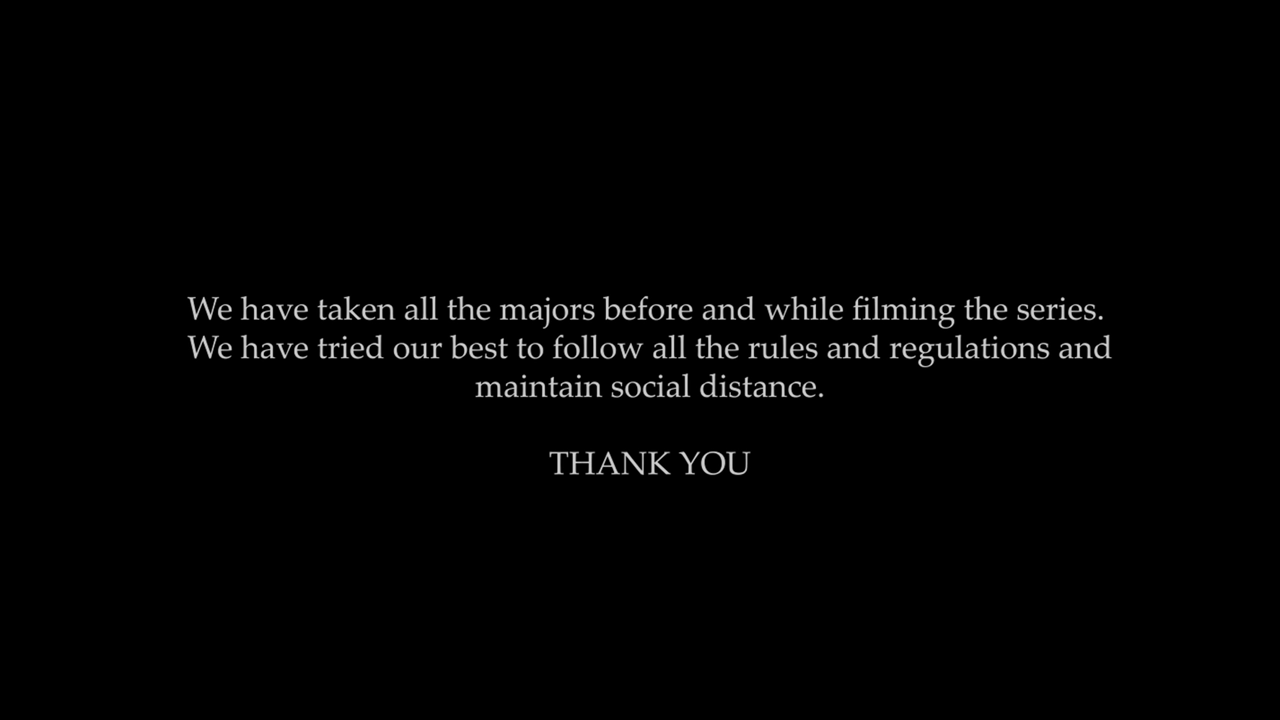 We have taken all the majors before and while filming the series.
We have tried our best to follow all the rules and regulations and
maintain social distance.
THANK YOU